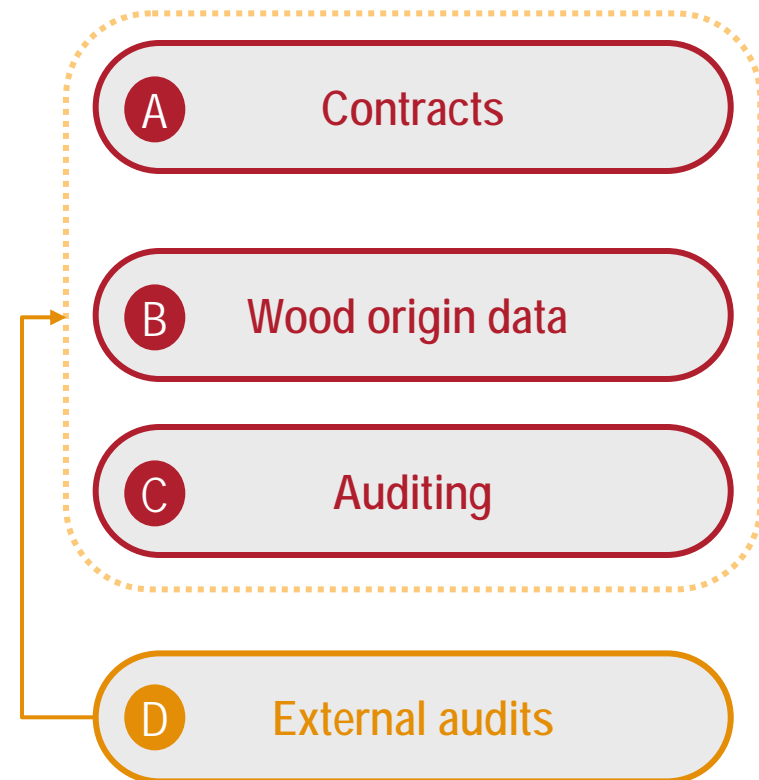 A Contracts
B Wood origin data
C Auditing
D External audits